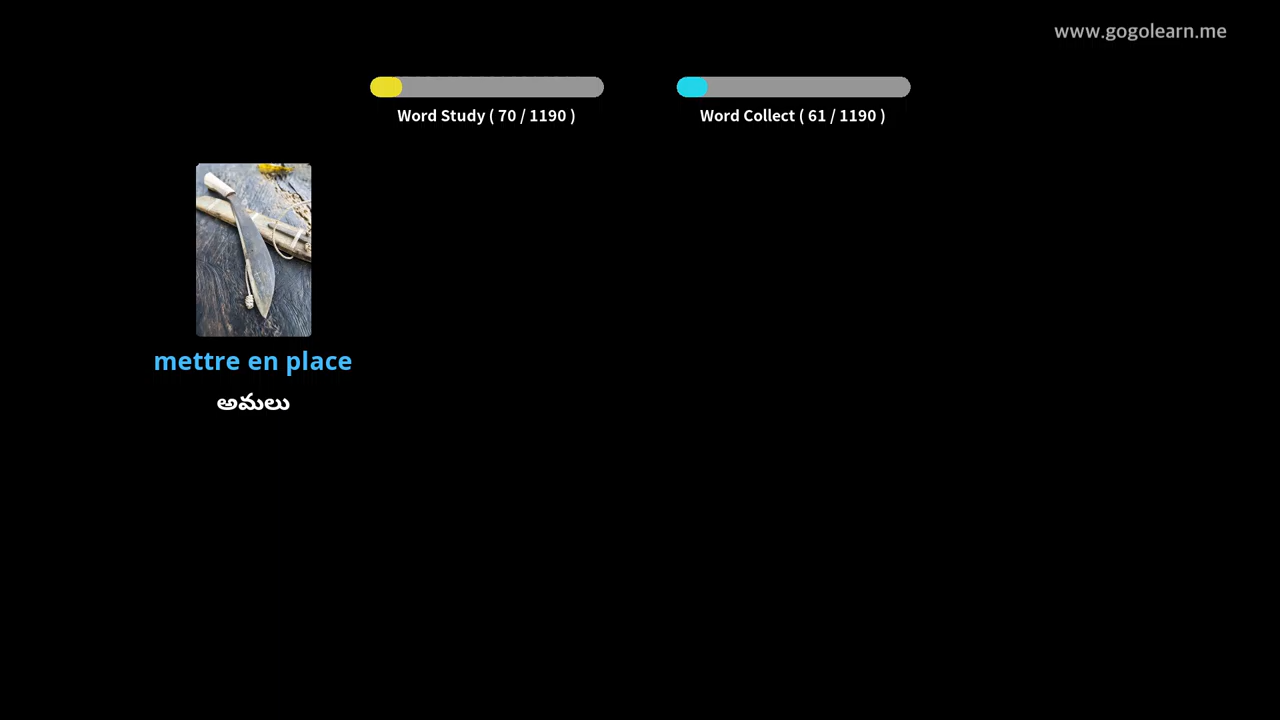 www.gogolearn.me
Word Study ( 70 / 1190 )
Word Collect ( 61 / 1190 )
mettre en place
అమలు